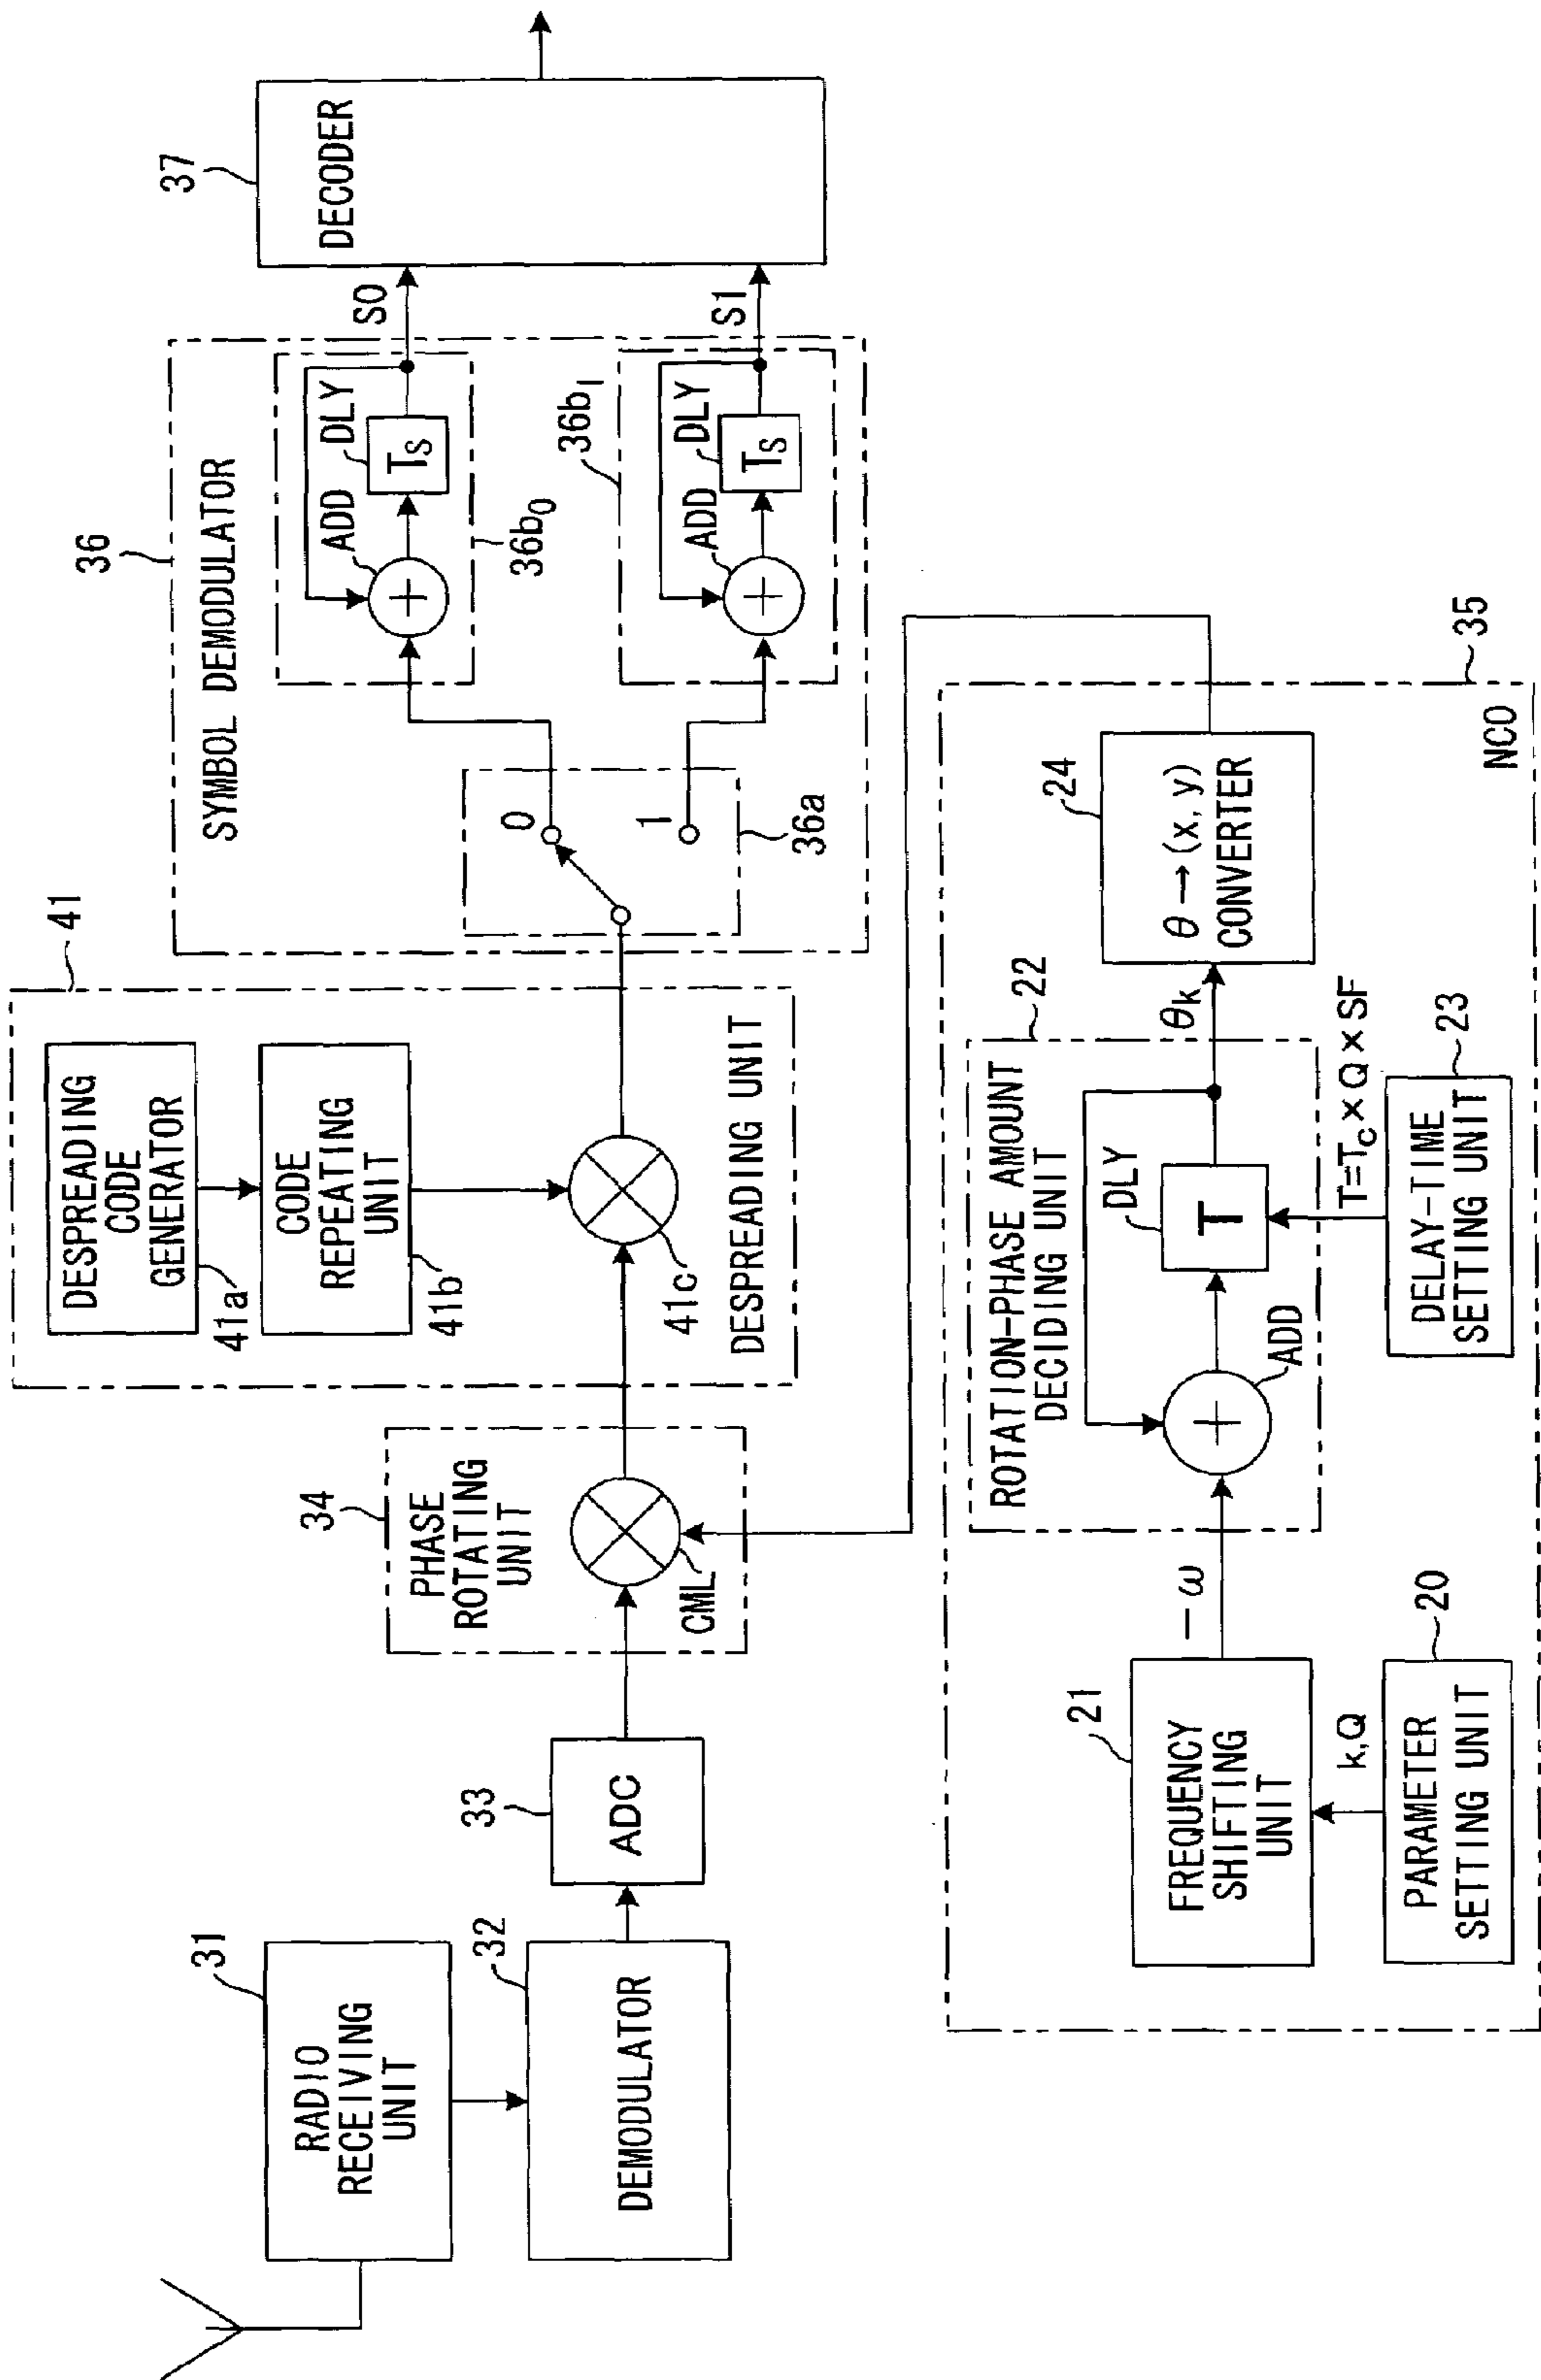 RADIO
RECEIVING
UNIT
31
DEMODULATOR
32
ADC
33
34
PHASE
ROTATING
UNIT
CML
41
DESPREADING
CODE
GENERATOR
41a
CODE
REPEATING
UNIT
41b
41c
DESPREADING UNIT
36
SYMBOL DEMODULATOR
0
1
36a
ADD
DLY
Ts
36b0
S0
36b1
ADD
DLY
Ts
S1
37
DECODER
21
FREQUENCY
SHIFTING
UNIT
k,Q
20
PARAMETER
SETTING UNIT
-ω
ROTATION-PHASE AMOUNT
DECIDING UNIT
22
DLY
T
ADD
θk
T=Tc×Q×SF
23
DELAY-TIME
SETTING UNIT
24
θ→(x, y)
CONVERTER
NCO
35